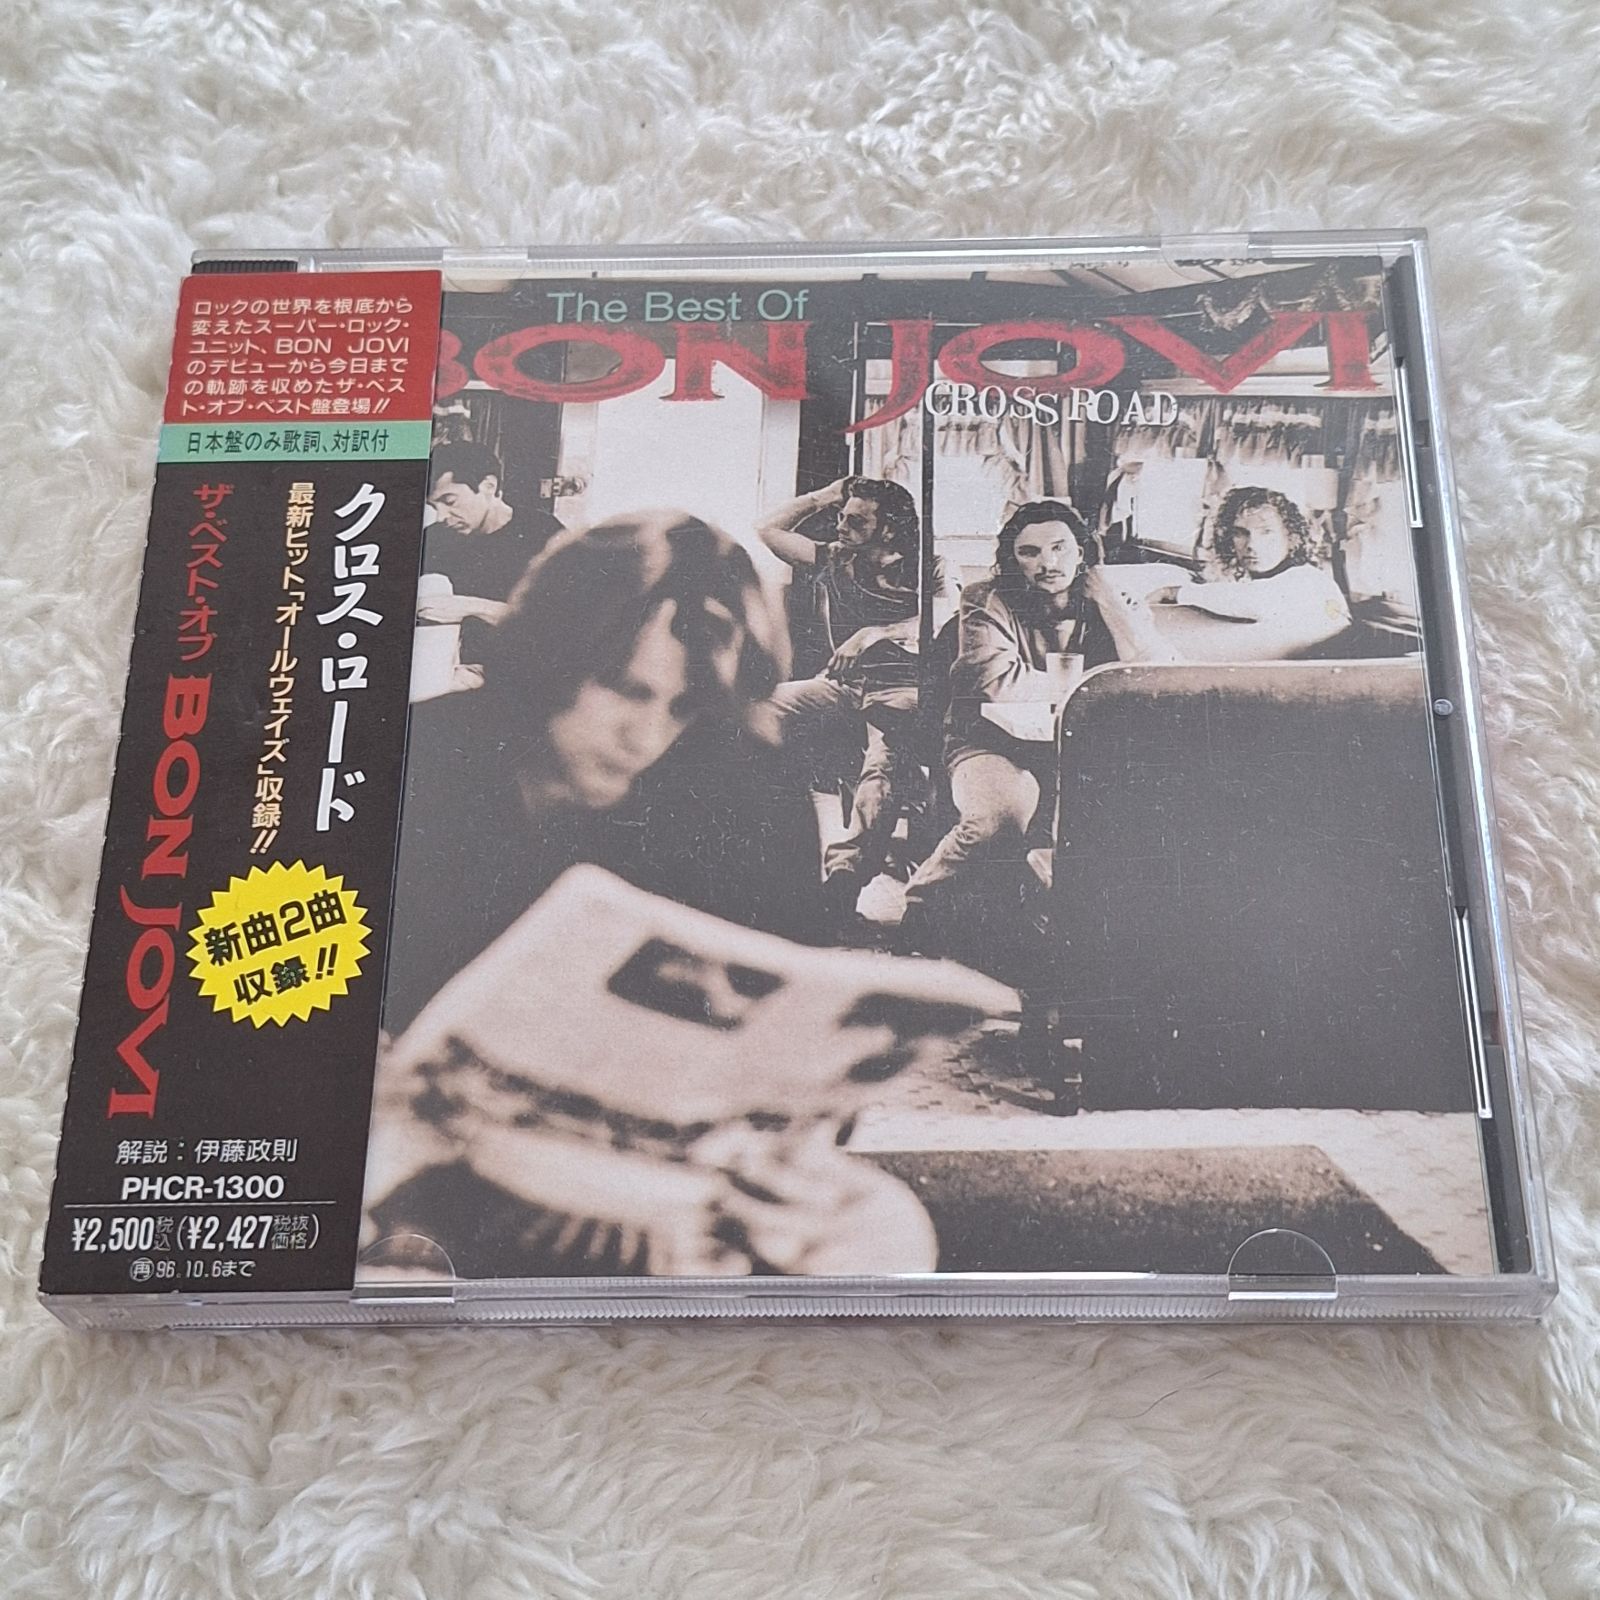 ロックの世界を根底から
変えたスーパー・ロック・
ユニット、BON JOVI
のデビューから今日まで
の軌跡を収めたザ・ベス
ト・オブ・ベスト盤登場!!
日本盤のみ歌詞、対訳付
クロス・ロード
最新ヒット「オールウェイズ」収録!!
ザ・ベスト・オブ BON JOVI
新曲2曲
収録!!
解説：伊藤政則
PHCR-1300
¥2,500税込(¥2,427税抜価格)
再96.10.6まで
The Best Of
BON JOVI
CROSS ROAD